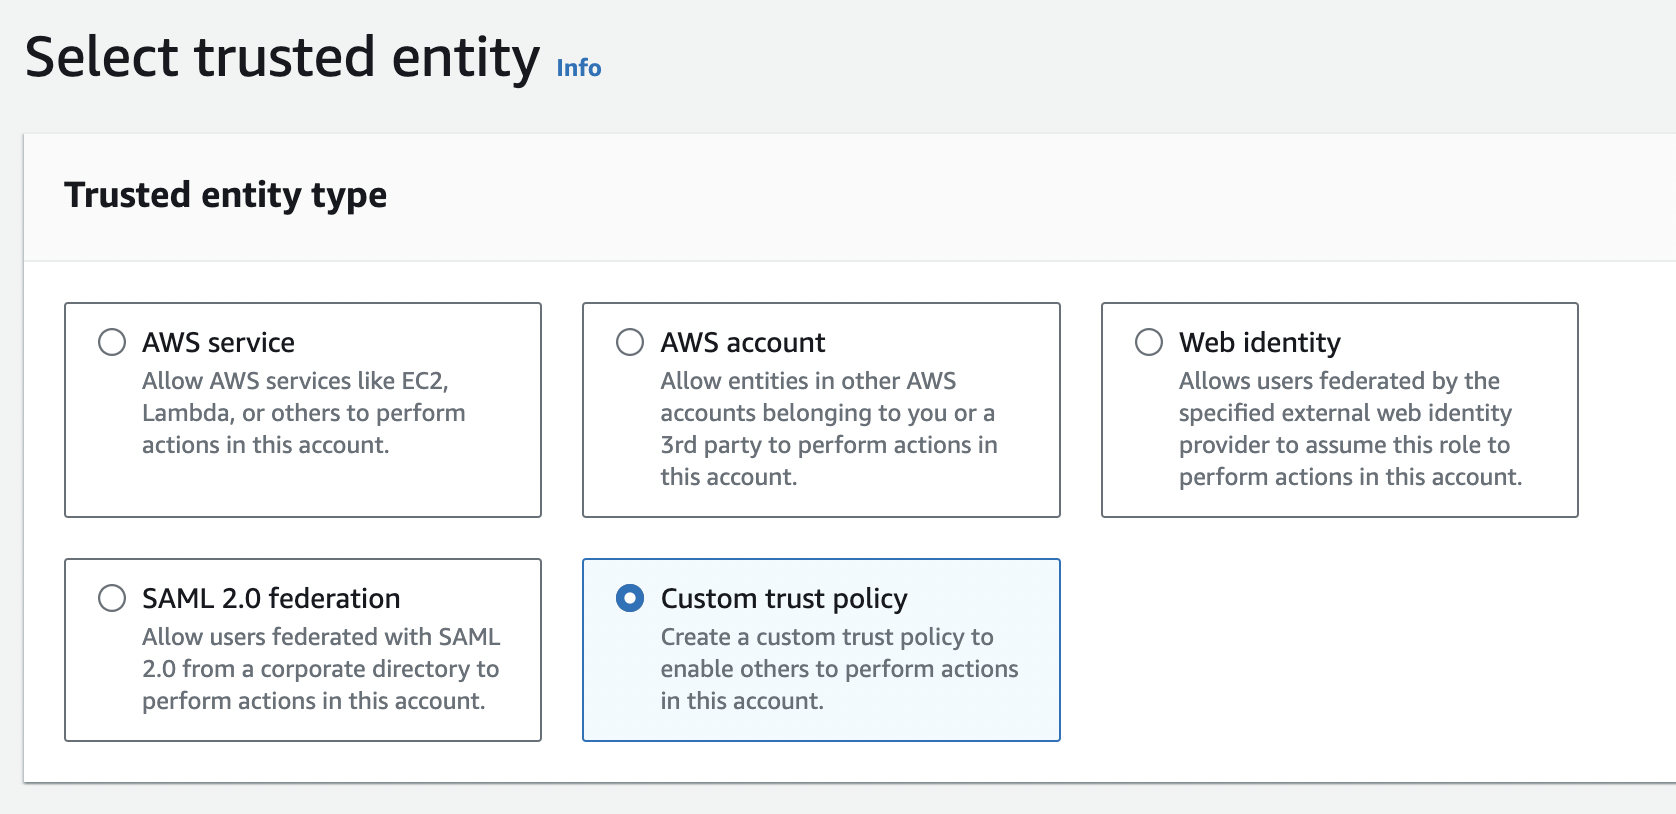 Select trusted entity Info
Trusted entity type
AWS service
Allow AWS services like EC2,
Lambda, or others to perform
actions in this account.
AWS account
Allow entities in other AWS
accounts belonging to you or a
3rd party to perform actions in
this account.
Web identity
Allows users federated by the
specified external web identity
provider to assume this role to
perform actions in this account.
SAML 2.0 federation
Allow users federated with SAML
2.0 from a corporate directory to
perform actions in this account.
Custom trust policy
Create a custom trust policy to
enable others to perform actions
in this account.